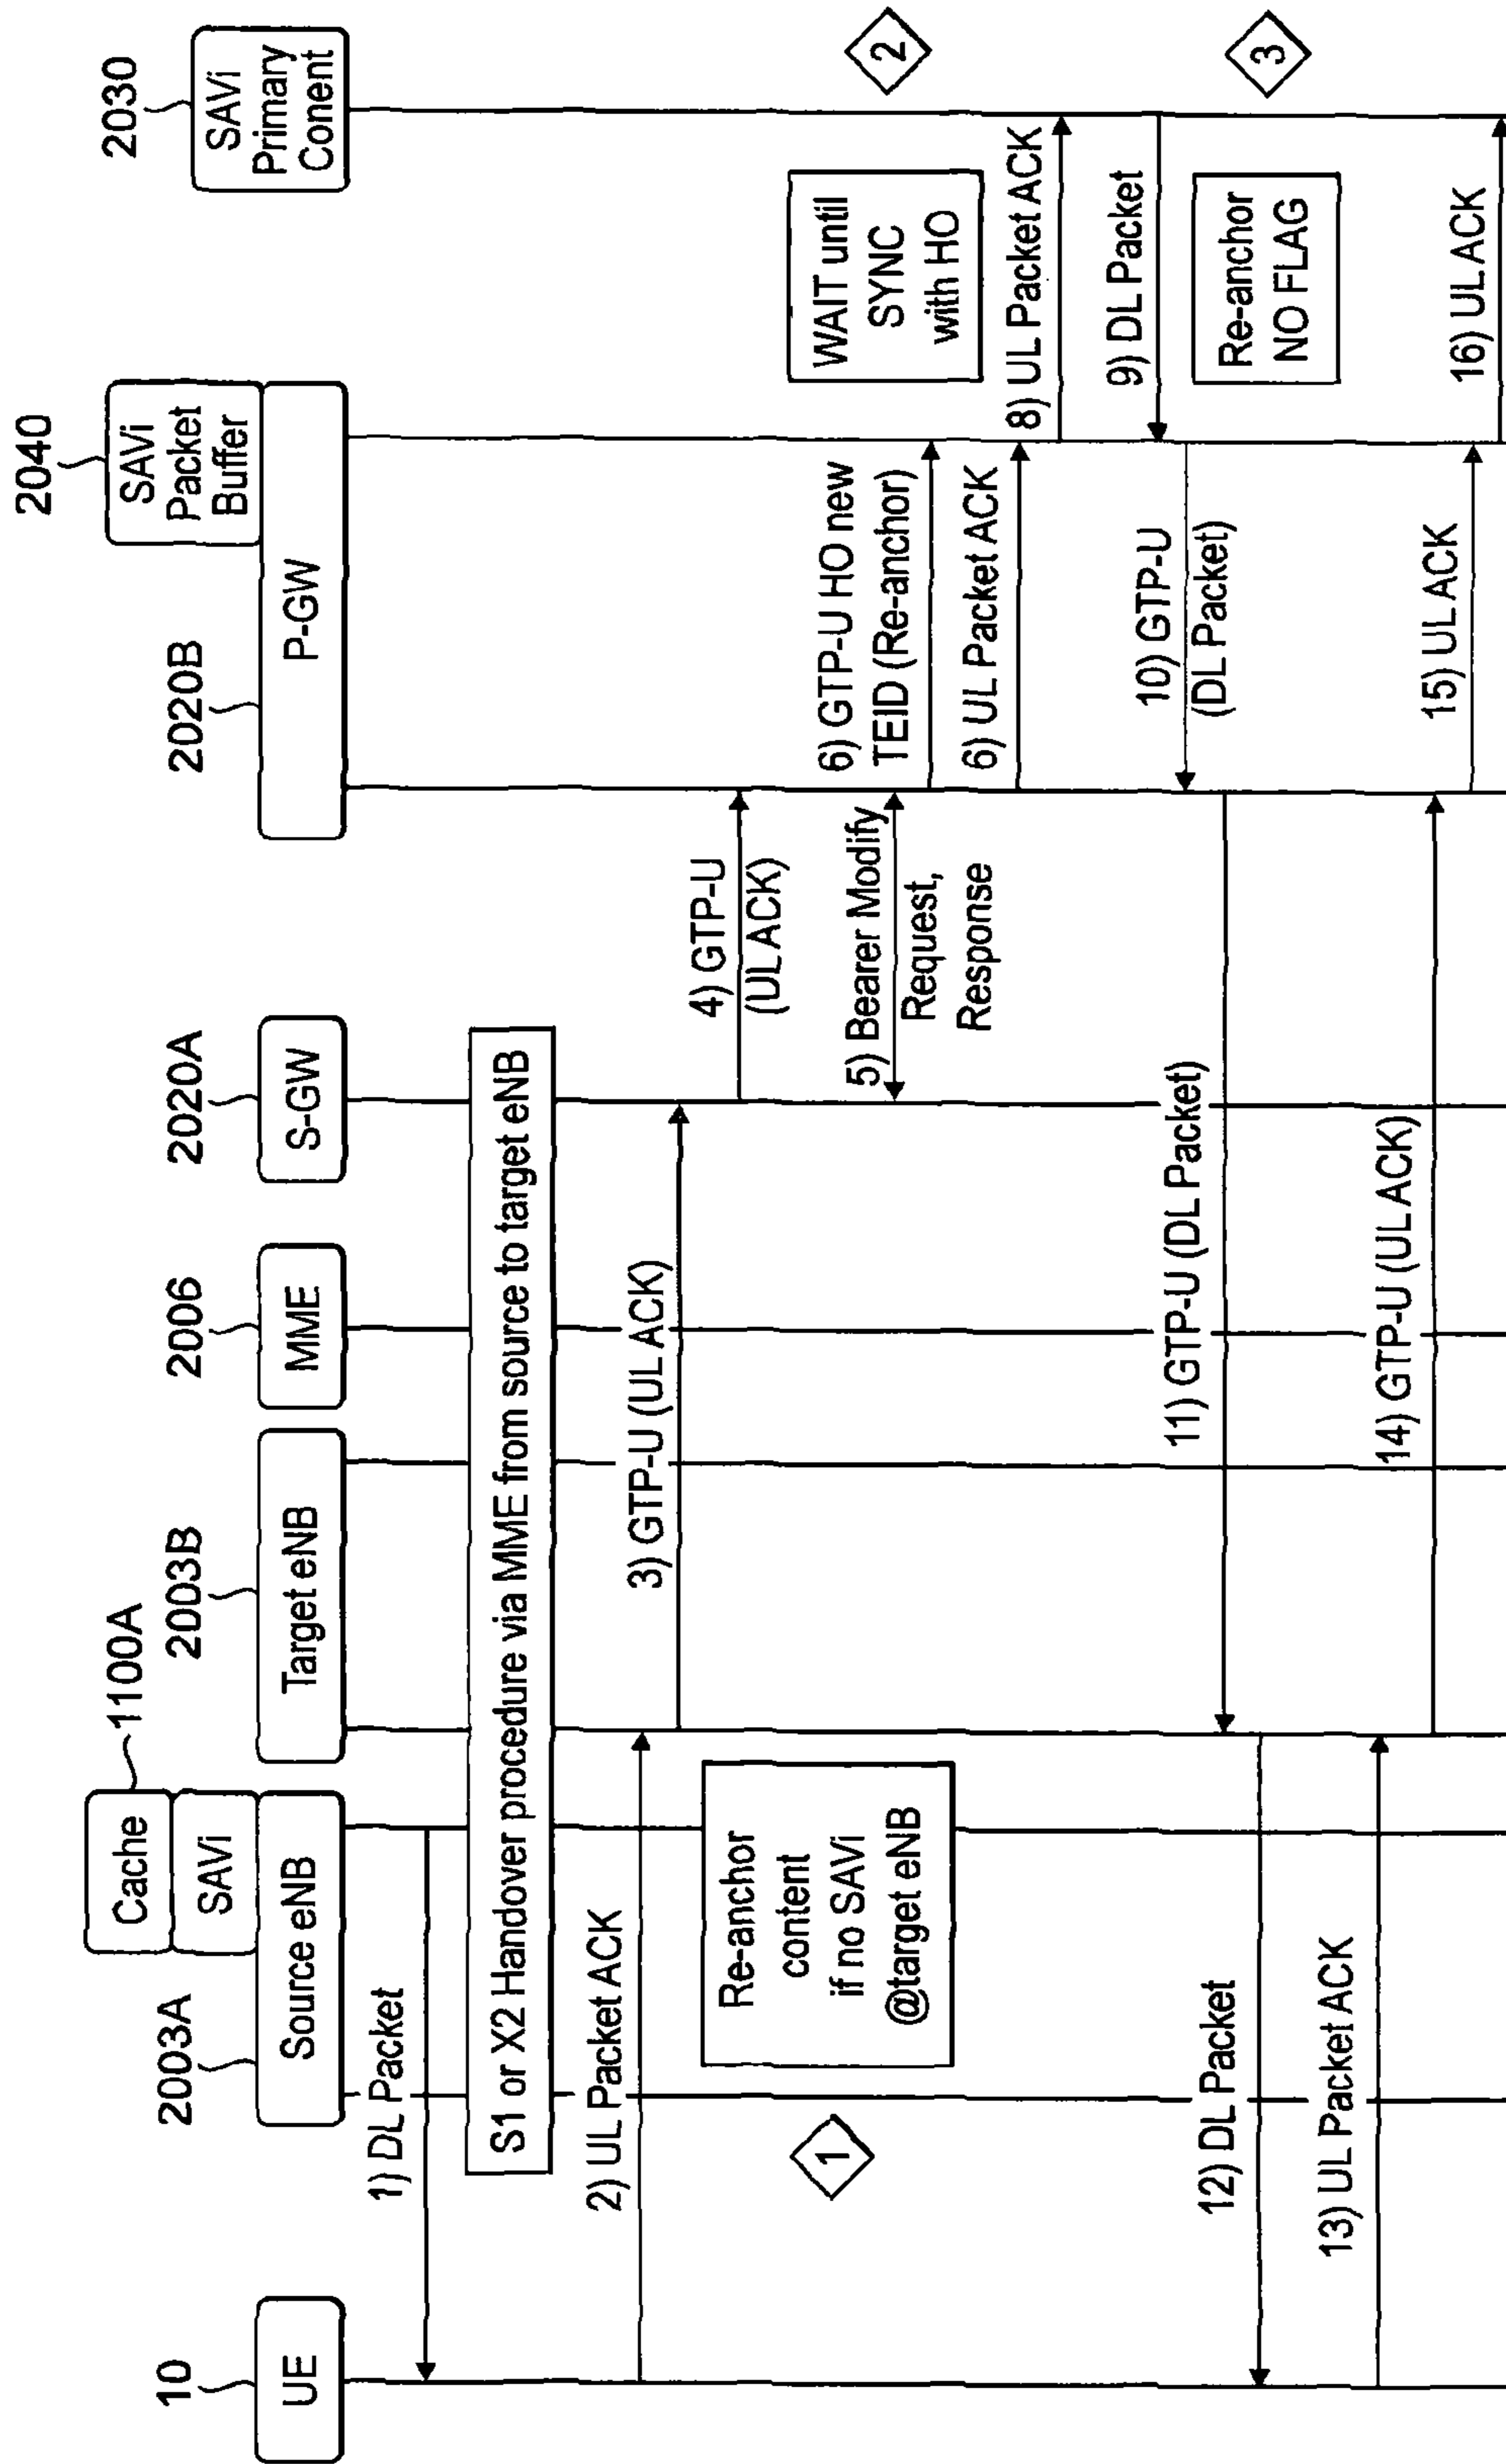 10
UE
2003A
Source eNB
SAVi
Cache
1100A
2003B
Target eNB
2006
MME
2020A
S-GW
2020B
P-GW
2040
SAVi
Packet
Buffer
2030
SAVi
Primary
Conent
1) DL Packet
S1 or X2 Handover procedure via MME from source to target eNB
2) UL Packet ACK
3) GTP-U (UL ACK)
4) GTP-U
(UL ACK)
1
Re-anchor
content
if no SAVi
@target eNB
5) Bearer Modify
Request,
Response
6) GTP-U HO new
TEID (Re-anchor)
6) UL Packet ACK
WAIT until
SYNC
with HO
2
8) UL Packet ACK
9) DL Packet
10) GTP-U
(DL Packet)
Re-anchor
NO FLAG
3
11) GTP-U (DL Packet)
12) DL Packet
13) UL Packet ACK
14) GTP-U (UL ACK)
15) UL ACK
16) UL ACK